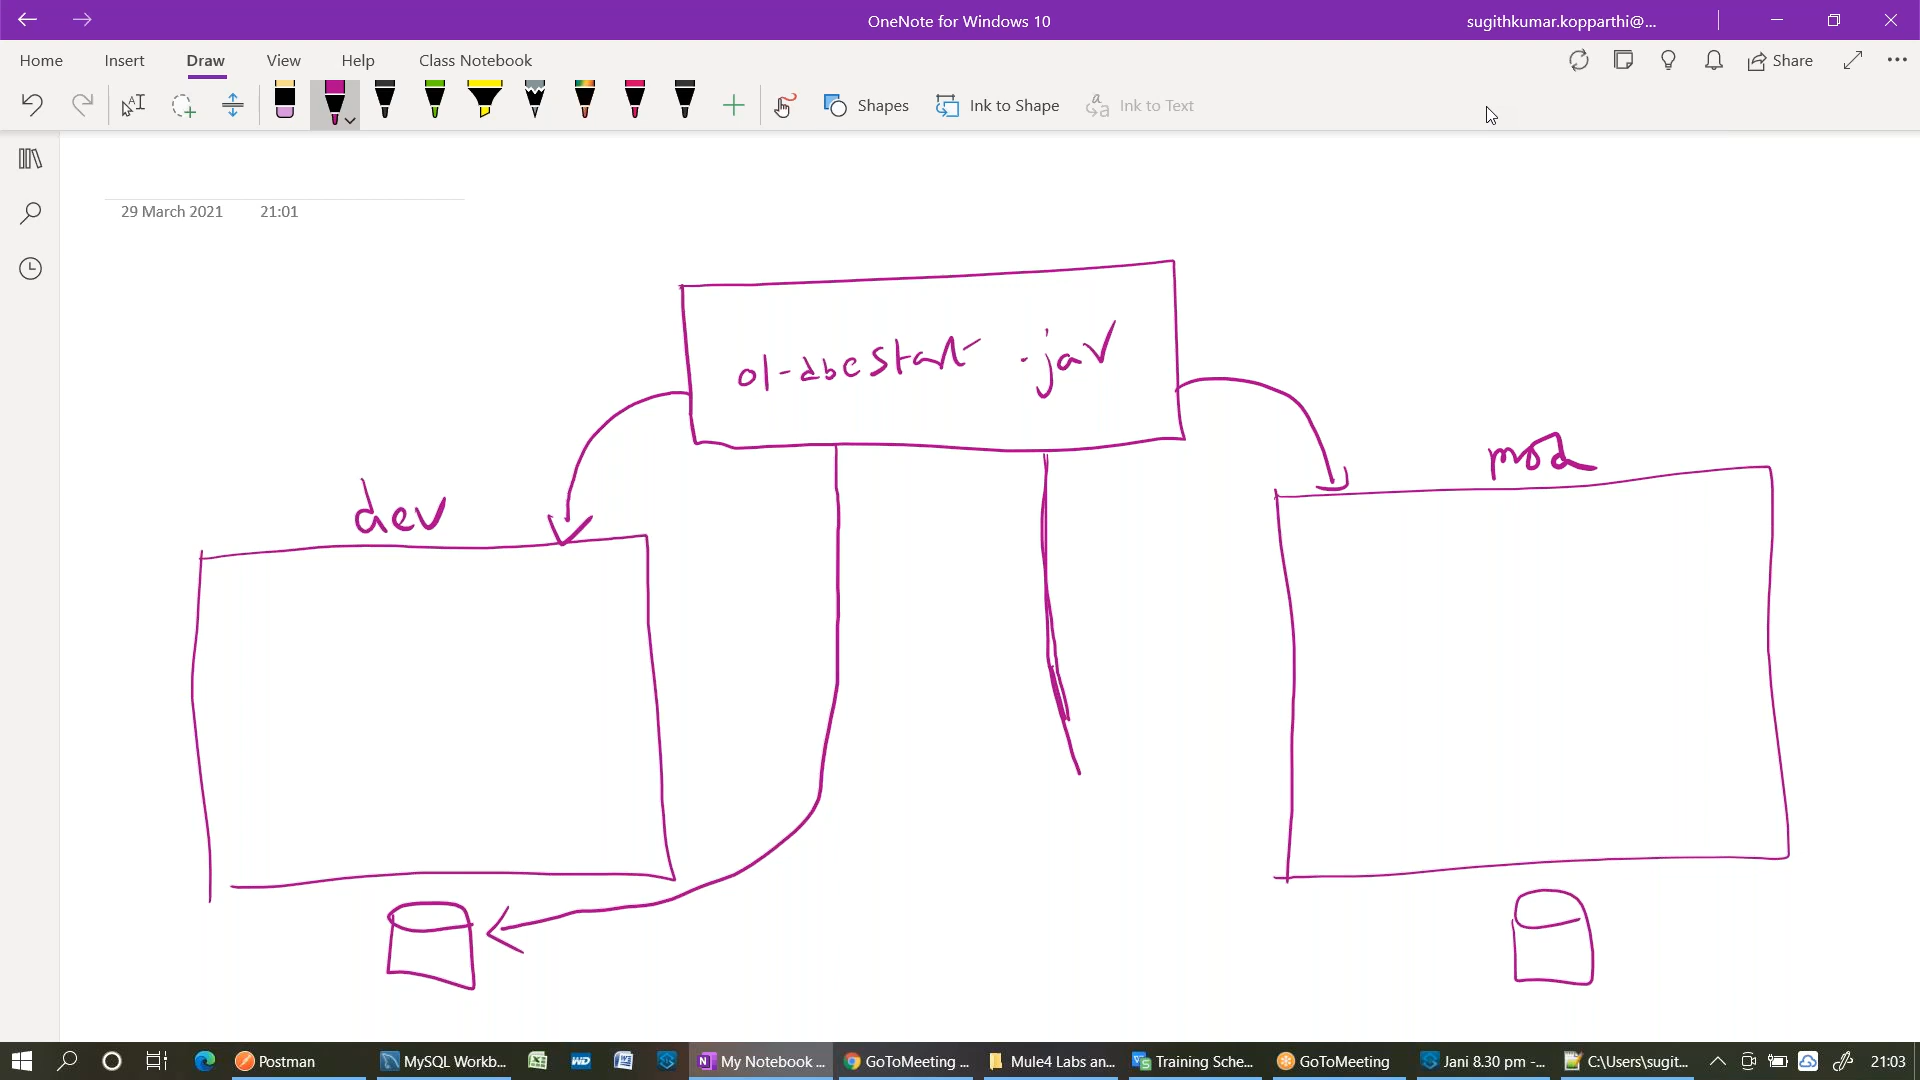 OneNote for Windows 10
sugithkumar.kopparthi@...
Home Insert Draw View Help Class Notebook
Share
Shapes Ink to Shape Ink to Text
29 March 2021 21:01
01-dbestart .jar
dev
Postman
MySQL Workb...
My Notebook ...
GoToMeeting ...
Mule4 Labs an...
Training Sche...
GoToMeeting
Jani 8.30 pm -...
C:\Users\sugit...
21:03